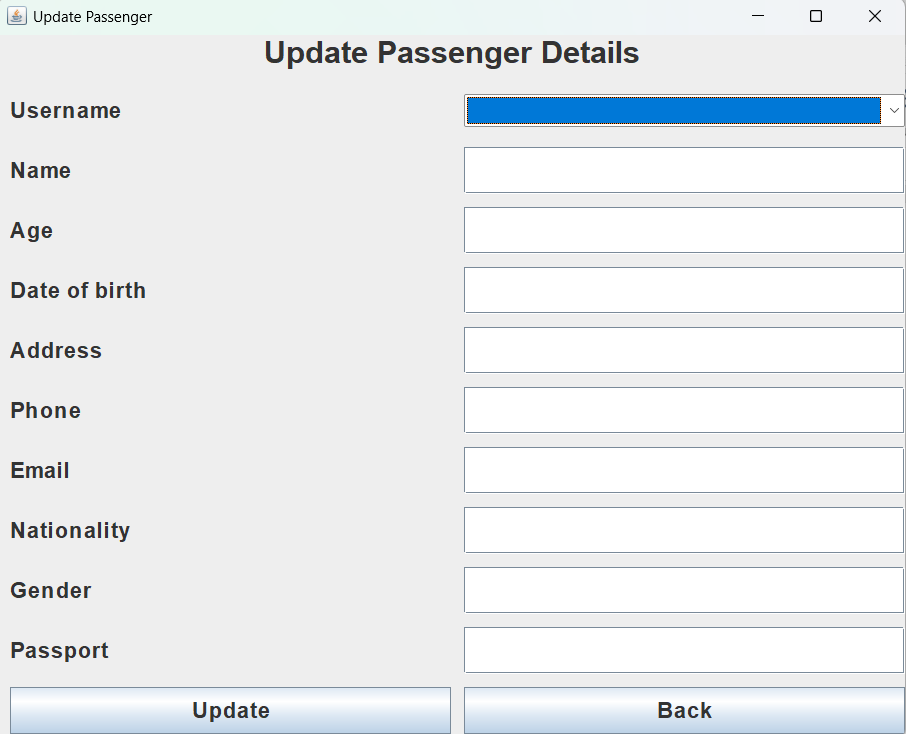 Update Passenger
Update Passenger Details
Username
Name
Age
Date of birth
Address
Phone
Email
Nationality
Gender
Passport
Update Back